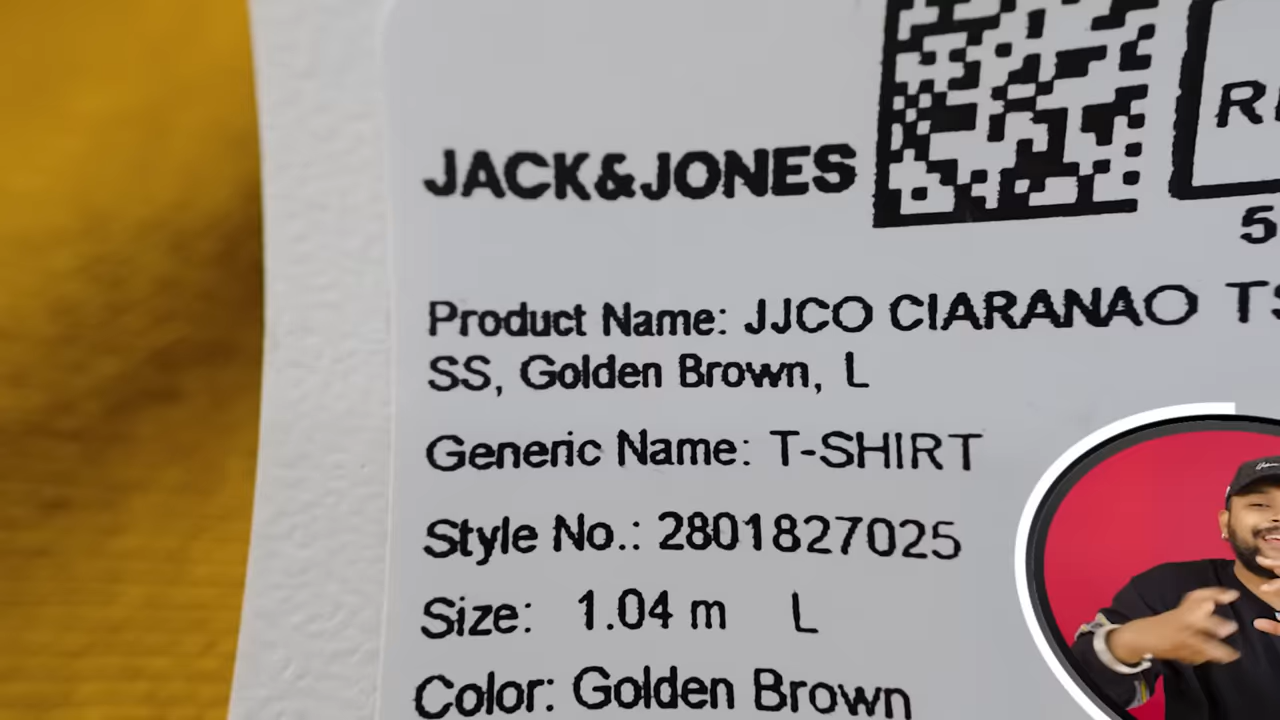 JACK&JONES
5
Product Name: JJCO CIARANAO
SS, Golden Brown, L
Generic Name: T-SHIRT
Style No.: 2801827025
Size: 1.04 m L
Color: Golden Brown